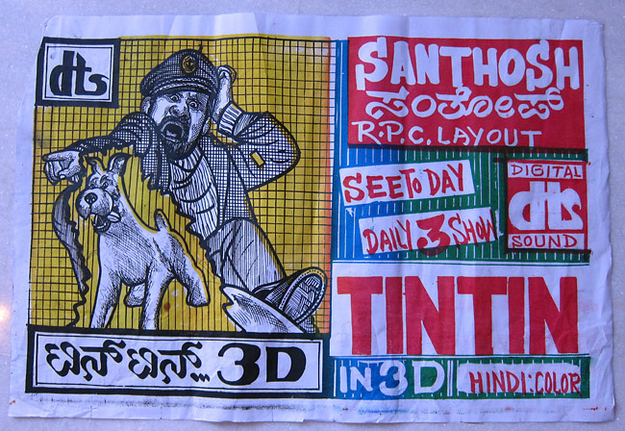 dts
SANTHOSH
ಸಂತೋಷ್
R.P.C. LAYOUT
SEE TO DAY
DAILY 3 SHOW
DIGITAL
dts
SOUND
TINTIN
IN 3D
HINDI:COLOR
ಟಿನ್ ಟಿನ್... 3D